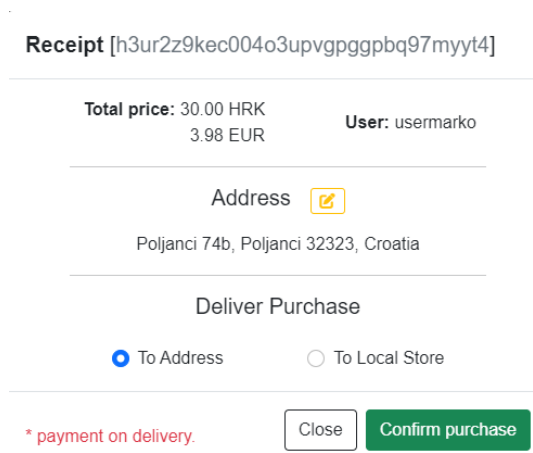 Receipt [h3ur2z9kec004o3upvgpggpbq97myyt4]
Total price: 30.00 HRK
3.98 EUR
User: usermarko
Address
Poljanci 74b, Poljanci 32323, Croatia
Deliver Purchase
To Address
To Local Store
* payment on delivery.
Close
Confirm purchase